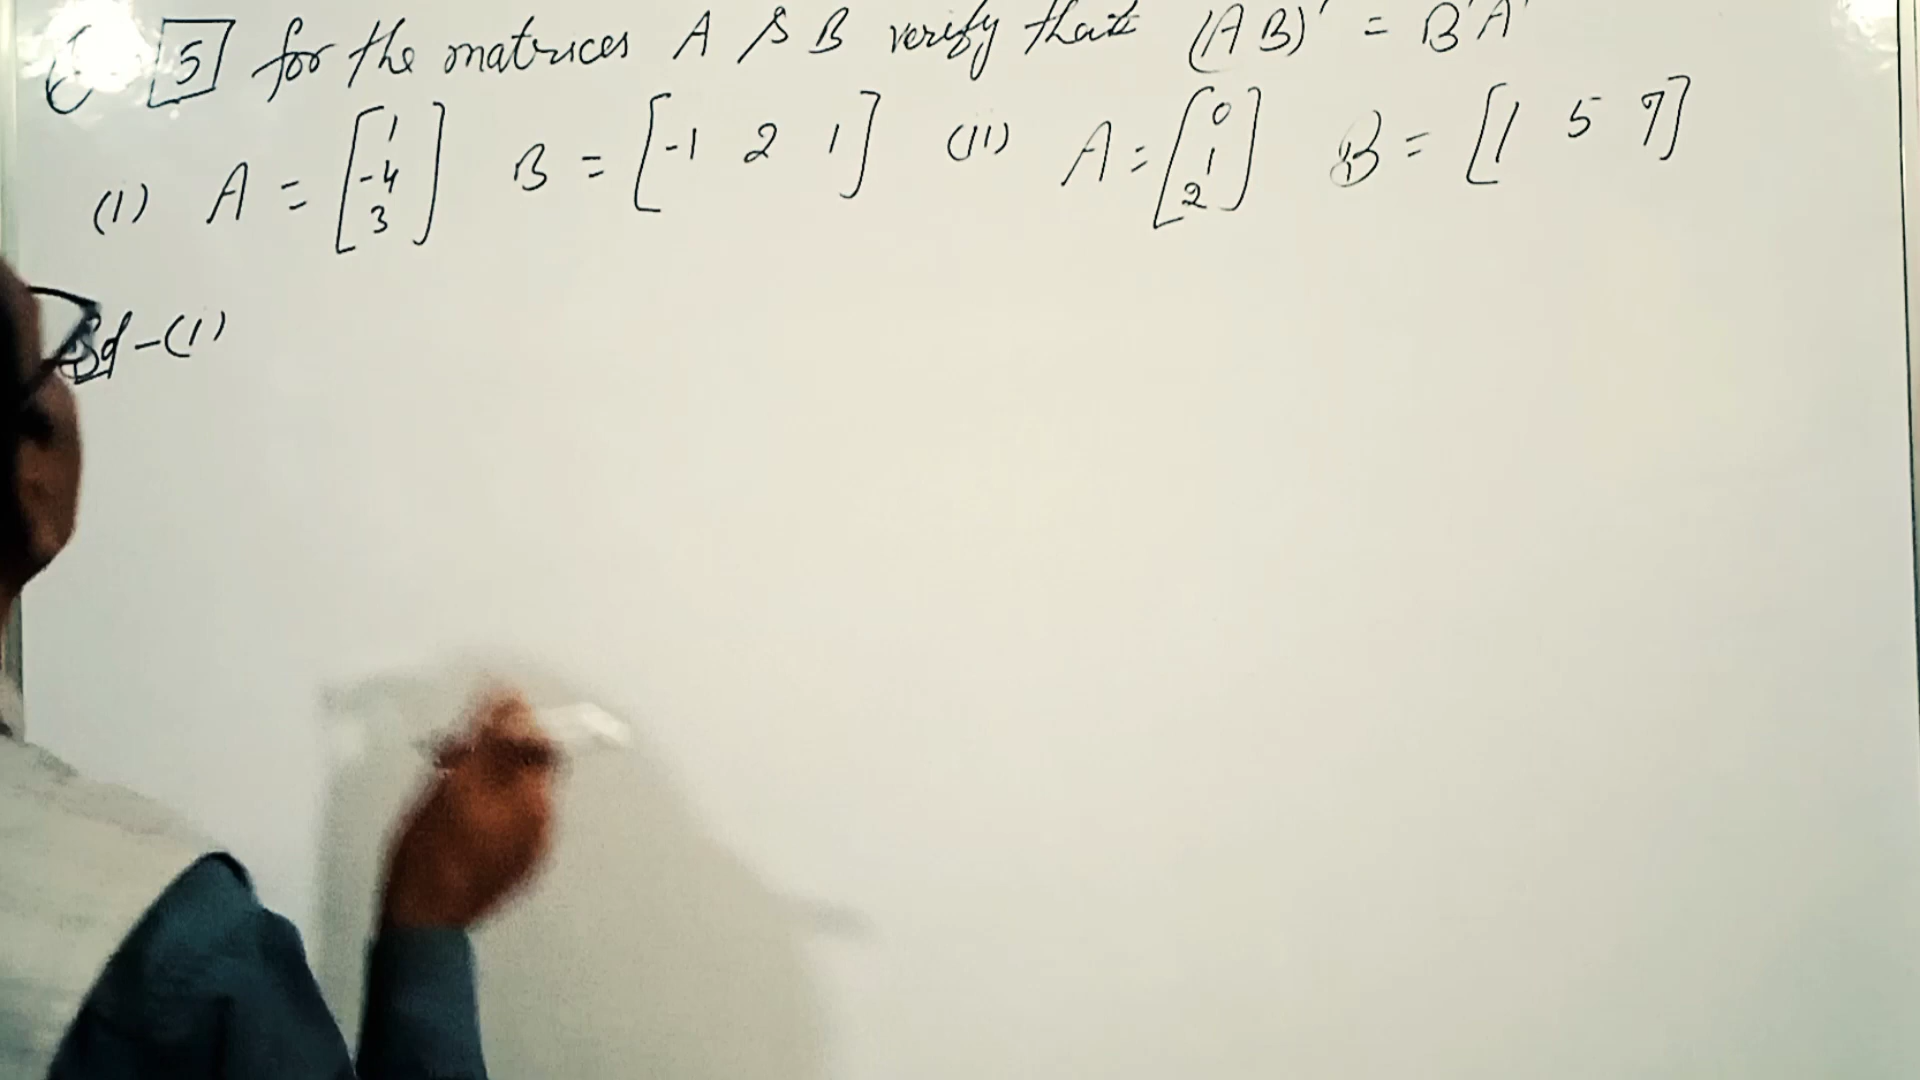 Q 5 for the matrices A & B verify that (AB)' = B'A'
(i) A = [1 -4 3] B = [-1 2 1] (ii) A = [0 1 2] B = [1 5 7]
Sol - (i)